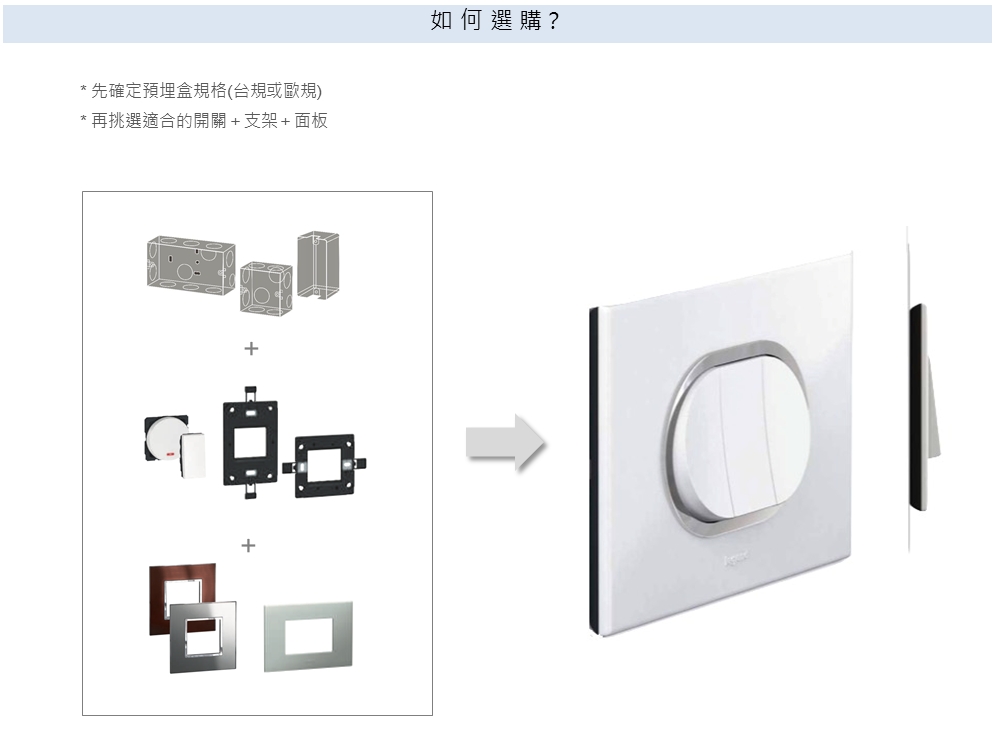 如何選購?
* 先確定預埋盒規格(台規或歐規)
* 再挑選適合的開關+支架+面板
+
+
legrand